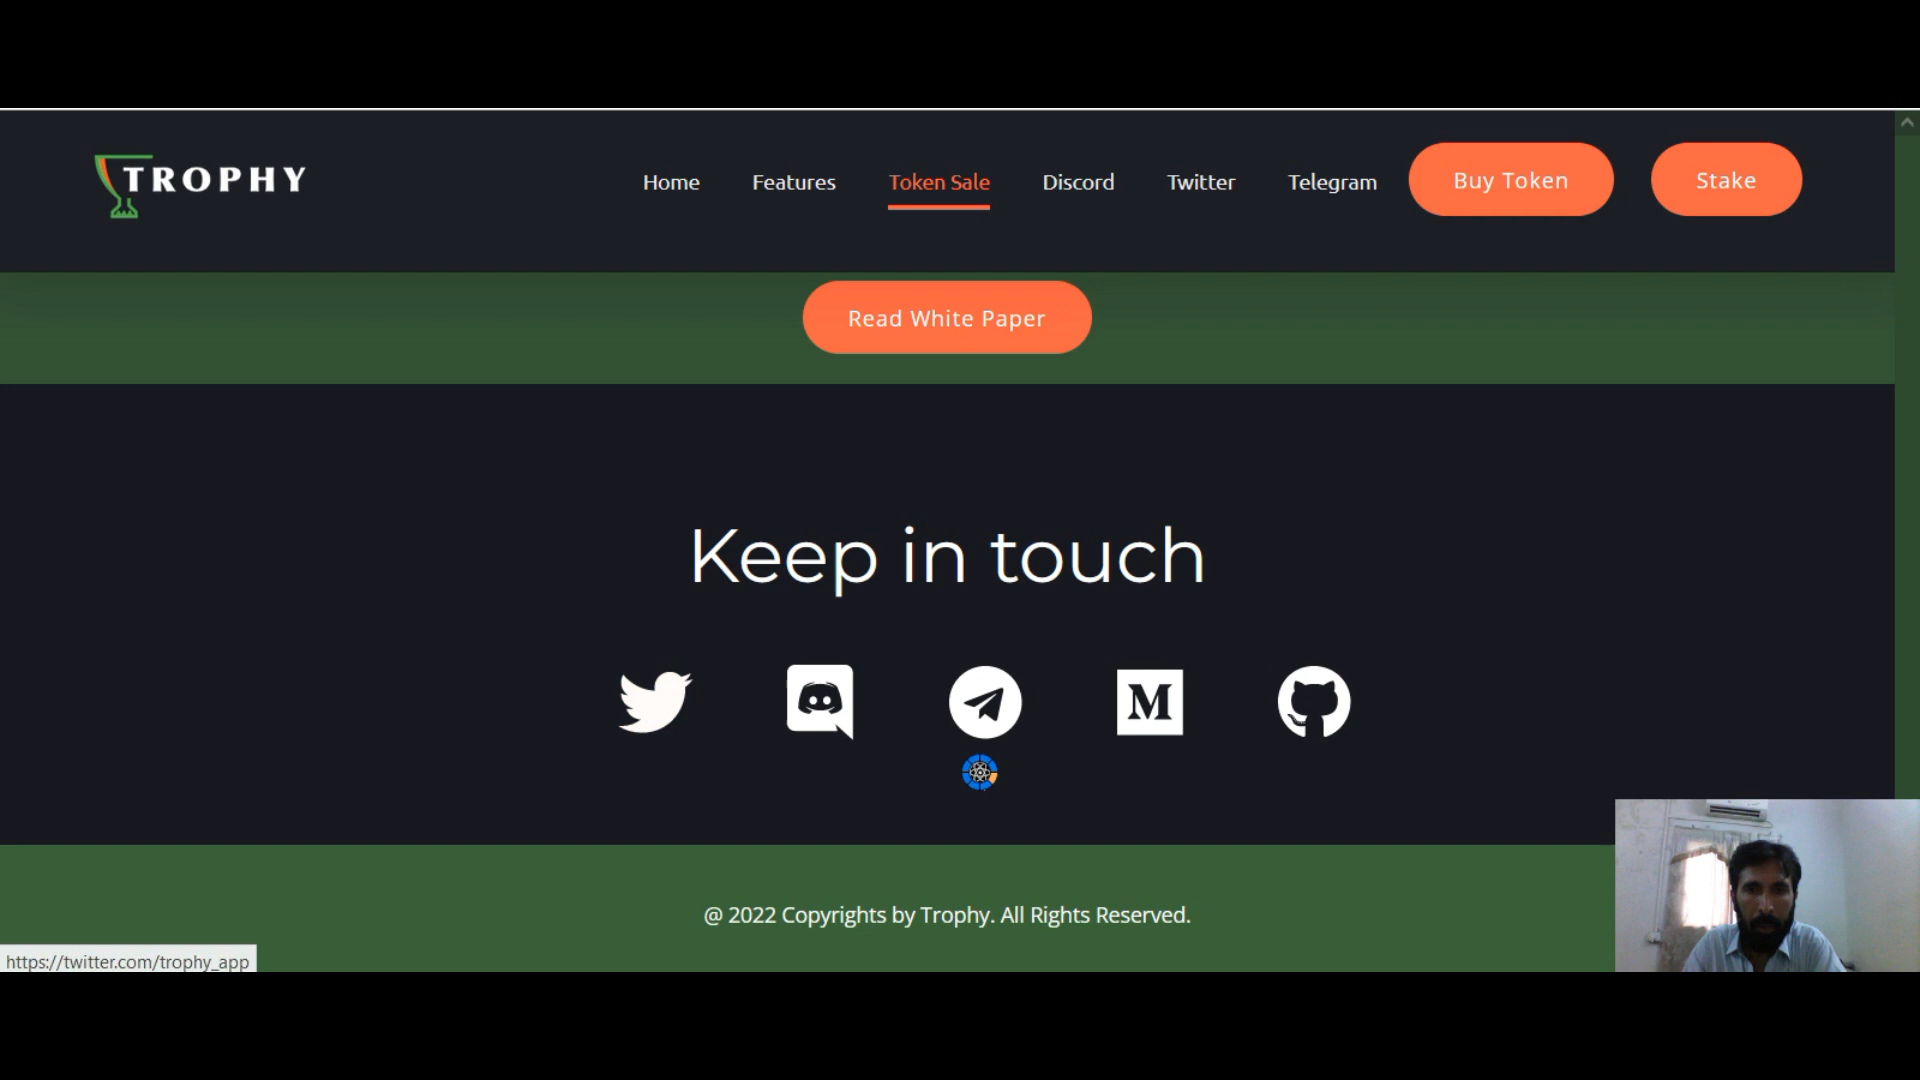 TROPHY
Home Features Token Sale Discord Twitter Telegram Buy Token Stake
Read White Paper
Keep in touch
M
@ 2022 Copyrights by Trophy. All Rights Reserved.
https://twitter.com/trophy_app